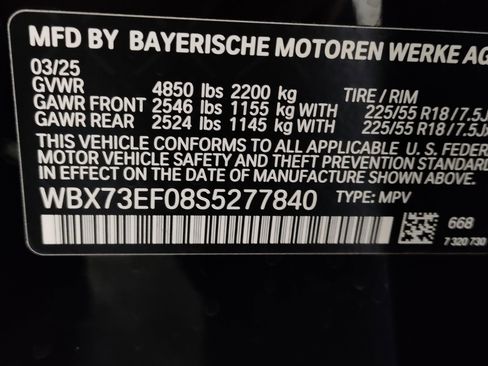 MFD BY BAYERISCHE MOTOREN WERKE AG
03/25
GVWR 4850 lbs 2200 kg TIRE / RIM
GAWR FRONT 2546 lbs 1155 kg WITH 225/55 R18 / 7.5J
GAWR REAR 2524 lbs 1145 kg WITH 225/55 R18 / 7.5Jx
THIS VEHICLE CONFORMS TO ALL APPLICABLE U. S. FEDER
MOTOR VEHICLE SAFETY AND THEFT PREVENTION STANDARDS
IN EFFECT ON THE DATE OF MANUFACTURE SHOWN ABOVE.
WBX73EF08S5277840 TYPE: MPV
668
7 320 730